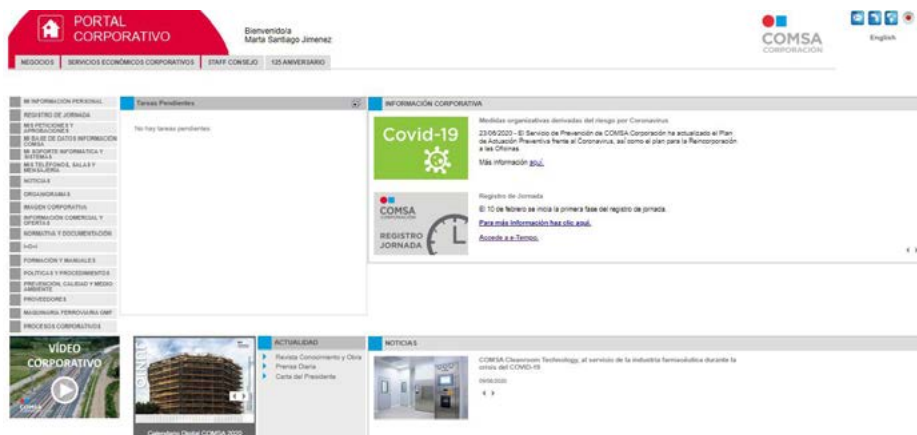 PORTAL
CORPORATIVO
Bienvenido/a
Marta Santiago Jimenez
COMSA
CORPORACIÓN
English
NEGOCIOS
SERVICIOS ECONÓMICOS CORPORATIVOS
STAFF CONSEJO
125 ANIVERSARIO
MI INFORMACIÓN PERSONAL
REGISTRO DE JORNADA
MIS PETICIONES Y
APROBACIONES
MI BASE DE DATOS INFORMACIÓN
COMSA
MI SOPORTE INFORMÁTICA Y
SISTEMAS
MIS TELÉFONOS, SALAS Y
MENSAJERÍA
NOTICIAS
ORGANIGRAMAS
IMAGEN CORPORATIVA
INFORMACIÓN COMERCIAL Y
OFERTAS
NORMATIVA Y DOCUMENTACIÓN
I+D+i
FORMACIÓN Y MANUALES
POLÍTICAS Y PROCEDIMIENTOS
PREVENCIÓN, CALIDAD Y MEDIO
AMBIENTE
PROVEEDORES
MAQUINARIA FERROVIARIA GMF
PROCESOS CORPORATIVOS
Tareas Pendientes
No hay tareas pendientes
INFORMACIÓN CORPORATIVA
Covid-19
Medidas organizativas derivadas del riesgo por Coronavirus
23/06/2020 - El Servicio de Prevención de COMSA Corporación ha actualizado el Plan
de Actuación Preventiva frente al Coronavirus, así como el plan para la Reincorporación
a las Oficinas
Más información aquí.
COMSA
CORPORACIÓN
REGISTRO
JORNADA
Registro de Jornada
El 10 de febrero se inicia la primera fase del registro de jornada.
Para más información haz clic aquí.
Accede a e-Tempo.
VÍDEO
CORPORATIVO
COMSA
Calendario Digital COMSA 2020
ACTUALIDAD
Revista Conocimiento y Obra
Prensa Diaria
Carta del Presidente
NOTICIAS
COMSA Cleanroom Technology, al servicio de la industria farmacéutica durante la
crisis del COVID-19